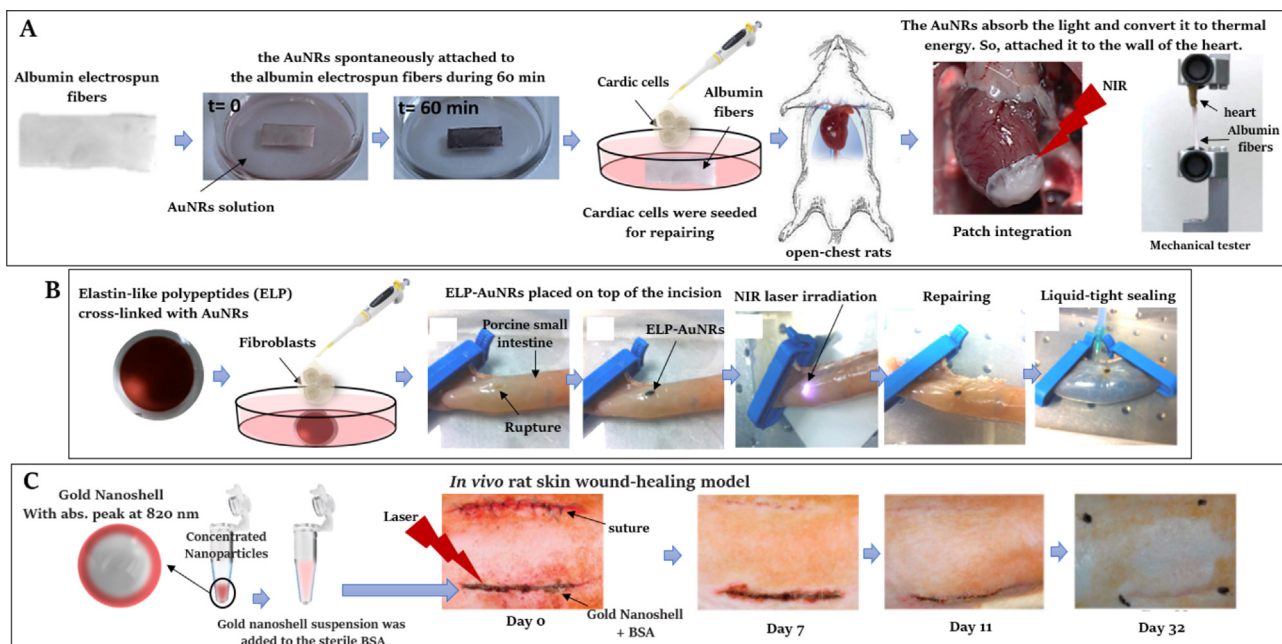 A
Albumin electrospun
fibers
the AuNRs spontaneously attached to
the albumin electrospun fibers during 60 min
t= 0
t= 60 min
AuNRs solution
Cardic cells
Albumin
fibers
Cardiac cells were seeded
for repairing
open-chest rats
The AuNRs absorb the light and convert it to thermal
energy. So, attached it to the wall of the heart.
NIR
Patch integration
heart
Albumin
fibers
Mechanical tester
B
Elastin-like polypeptides (ELP)
cross-linked with AuNRs
Fibroblasts
ELP-AuNRs placed on top of the incision
Porcine small
intestine
Rupture
ELP-AuNRs
NIR laser irradiation
Repairing
Liquid-tight sealing
C
Gold Nanoshell
With abs. peak at 820 nm
Concentrated
Nanoparticles
Gold nanoshell suspension was
added to the sterile BSA
In vivo rat skin wound-healing model
Laser
suture
Gold Nanoshell
+ BSA
Day 0
Day 7
Day 11
Day 32